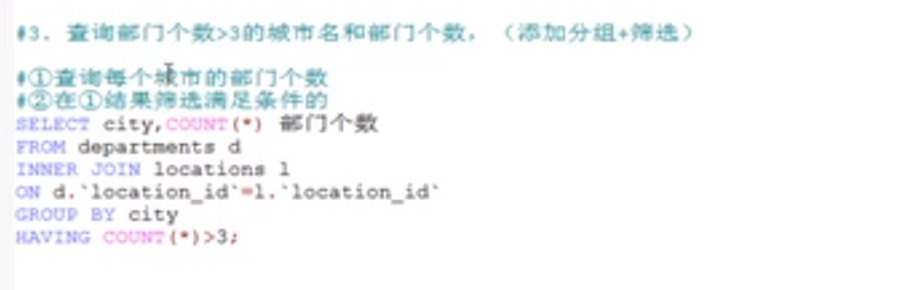 #3. 查询部门个数>3的城市名和部门个数，（添加分组+筛选）
#①查询每个城市的部门个数
#②在①结果筛选满足条件的
SELECT city,COUNT(*) 部门个数
FROM departments d
INNER JOIN locations l
ON d.`location_id`=l.`location_id`
GROUP BY city
HAVING COUNT(*)>3;